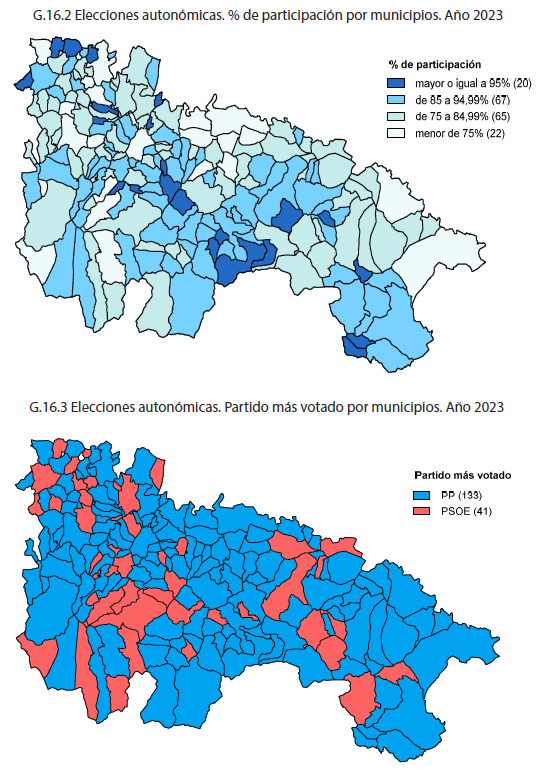 G.16.2 Elecciones autonómicas. % de participación por municipios. Año 2023
% de participación
mayor o igual a 95% (20)
de 85 a 94,99% (67)
de 75 a 84,99% (65)
menor de 75% (22)
G.16.3 Elecciones autonómicas. Partido más votado por municipios. Año 2023
Partido más votado
PP (133)
PSOE (41)